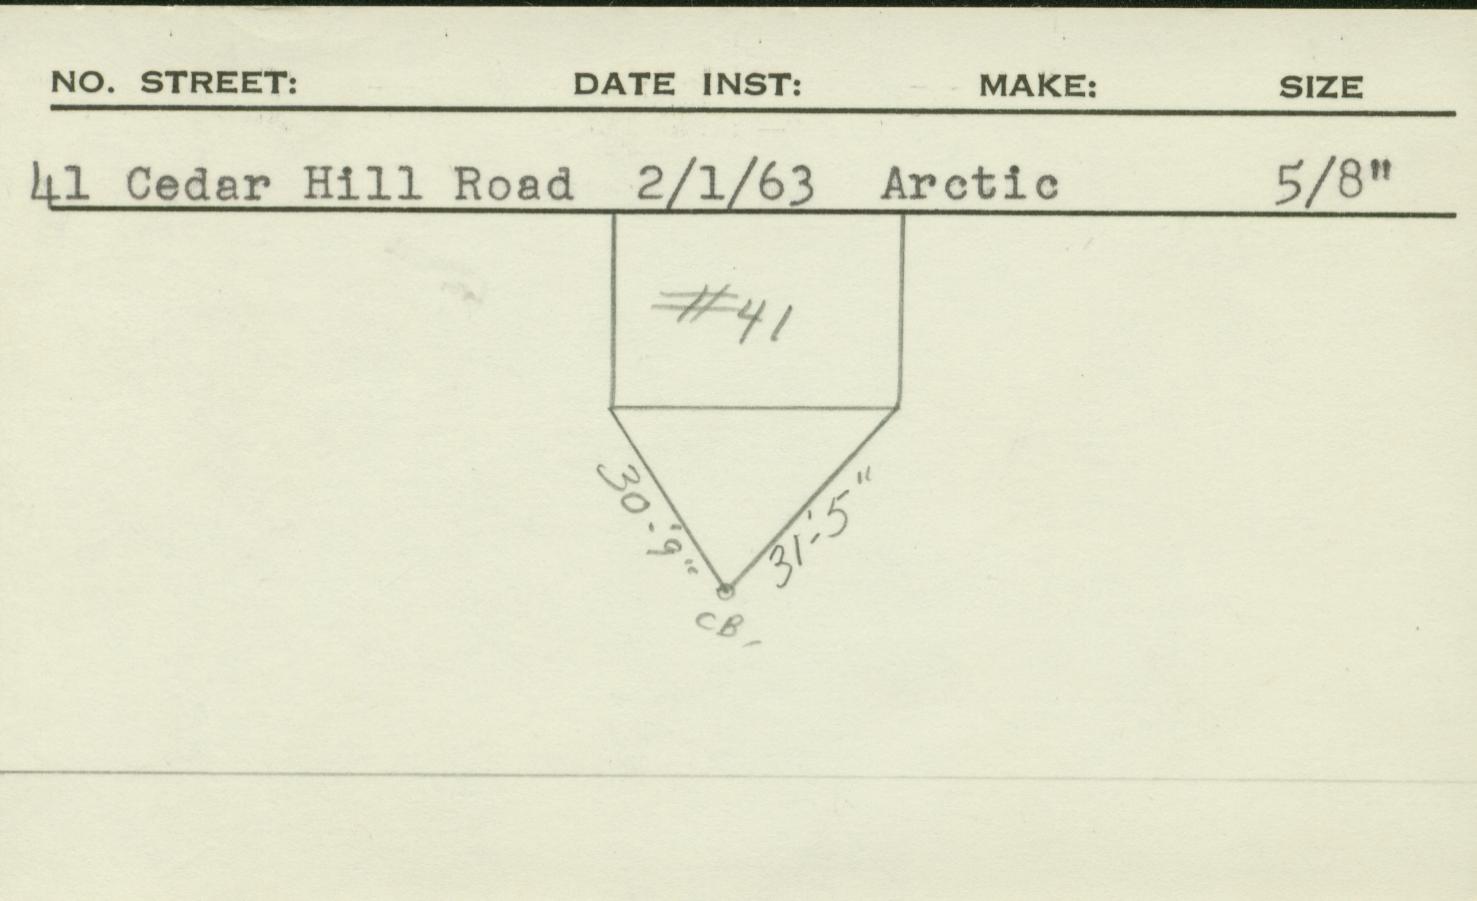 NO. STREET: DATE INST: MAKE: SIZE
41 Cedar Hill Road 2/1/63 Arctic 5/8"
#41
30'-9"
31'-5"
CB